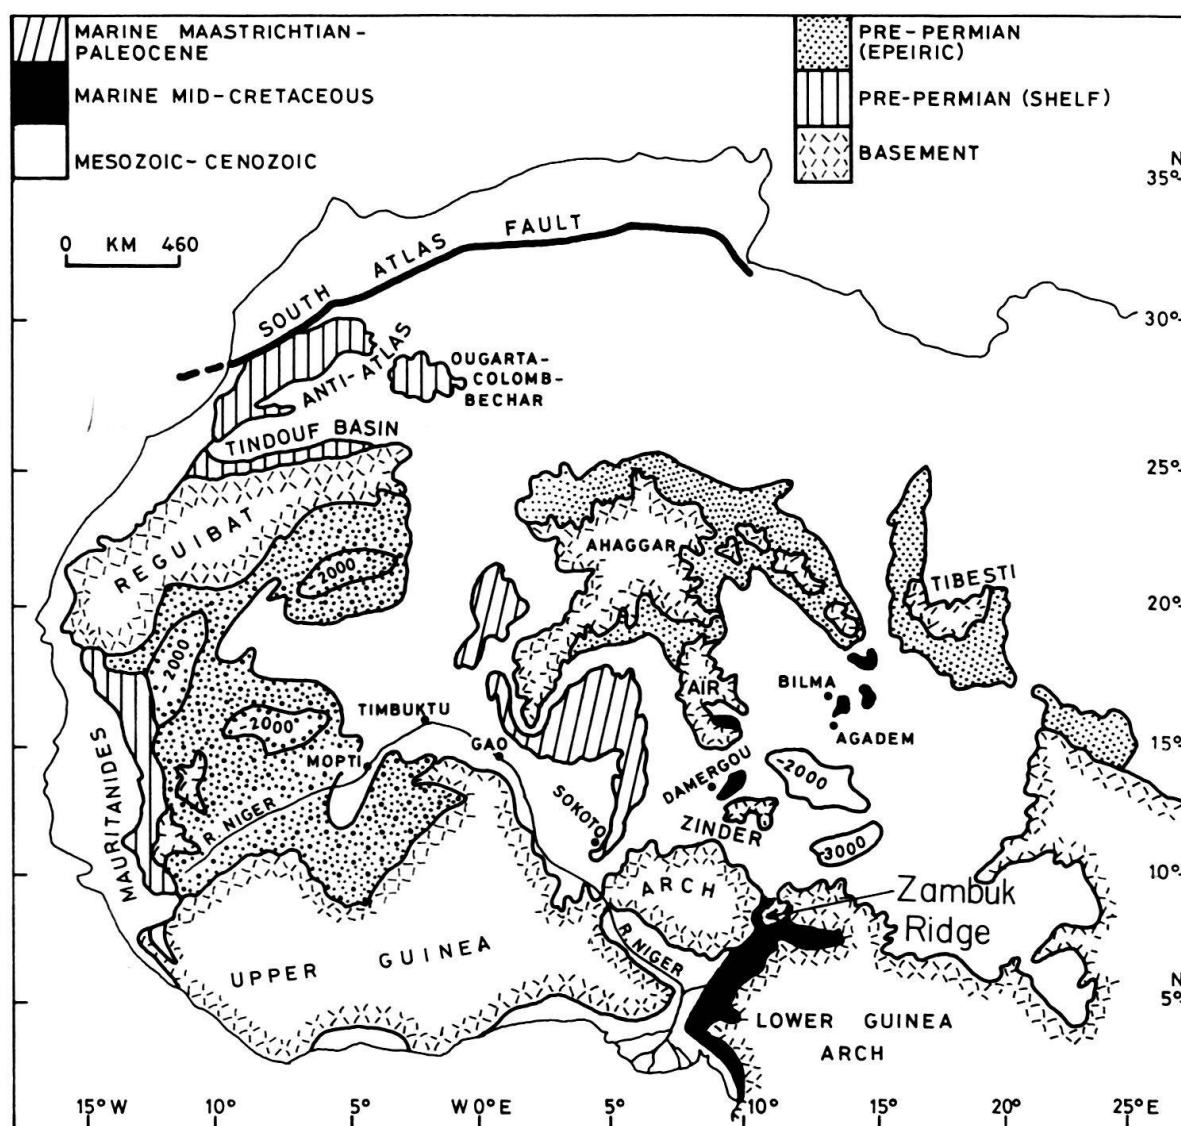 MARINE MAASTRICHTIAN-
PALEOCENE
MARINE MID-CRETACEOUS
MESOZOIC-CENOZOIC
PRE-PERMIAN
(EPEIRIC)
PRE-PERMIAN (SHELF)
BASEMENT
N
35°
0 KM 460
SOUTH ATLAS FAULT
30°
ANTI-ATLAS
OUGARTA-
COLOMB-
BECHAR
TINDOUF BASIN
25°
REGUIBAT
-2000
AHAGGAR
TIBESTI
20°
-2000
AIR
BILMA
TIMBUKTU
-2000
AGADEM
GAO
15°
MOPTI
DAMERGOU
-2000
MAURITANIDES
SOKOTO
ZINDER
R. NIGER
-3000
10°
ARCH
Zambuk
Ridge
R. NIGER
UPPER GUINEA
N
5°
LOWER GUINEA
ARCH
15°W 10° 5° W0°E 5° 10° 15° 20° 25°E